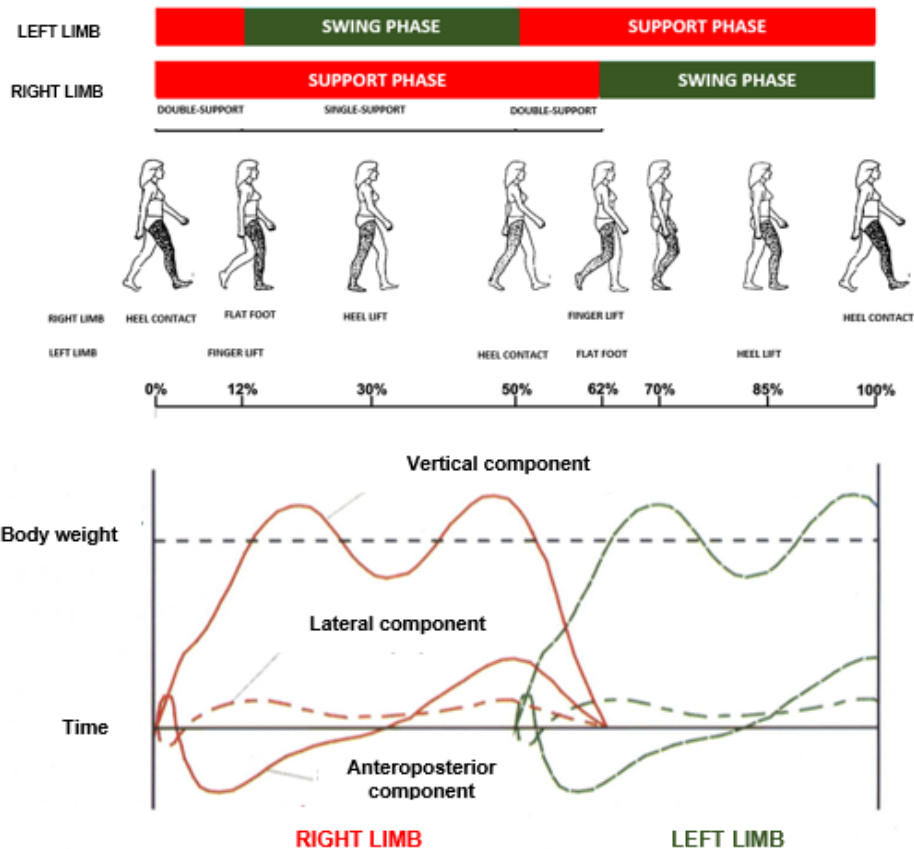 LEFT LIMB
SWING PHASE
SUPPORT PHASE
RIGHT LIMB
SUPPORT PHASE
SWING PHASE
DOUBLE-SUPPORT
SINGLE-SUPPORT
DOUBLE-SUPPORT
RIGHT LIMB
HEEL CONTACT
FLAT FOOT
HEEL LIFT
FINGER LIFT
HEEL CONTACT
LEFT LIMB
FINGER LIFT
HEEL CONTACT
FLAT FOOT
HEEL LIFT
0% 12% 30% 50% 62% 70% 85% 100%
Vertical component
Body weight
Lateral component
Time
Anteroposterior
component
RIGHT LIMB
LEFT LIMB